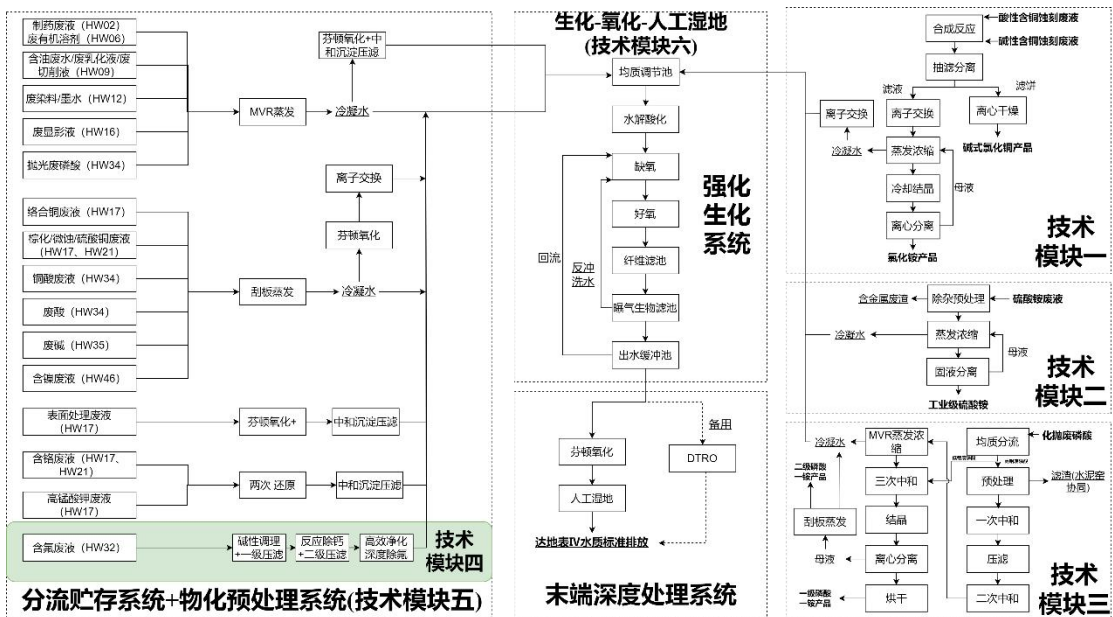 制药废液（HW02）
废有机溶剂（HW06）
含油废水/废乳化液/废
切削液（HW09）
废染料/墨水（HW12）
废显影液（HW16）
抛光废磷酸（HW34）
MVR蒸发
冷凝水
芬顿氧化+中
和沉淀压滤
络合铜废液（HW17）
棕化/微蚀/硫酸铜废液
（HW17、HW21）
铜酸废液（HW34）
废酸（HW34）
废碱（HW35）
含镍废液（HW46）
刮板蒸发
冷凝水
芬顿氧化
离子交换
表面处理废液
（HW17）
芬顿氧化+
中和沉淀压滤
含铬废液（HW17、
HW21）
高锰酸钾废液
（HW17）
两次 还原
中和沉淀压滤
含氟废液（HW32）
碱性调理
+一级压滤
反应除钙
+二级压滤
高效净化
深度除氟
技术
模块四
分流贮存系统+物化预处理系统(技术模块五)
生化-氧化-人工湿地
(技术模块六)
均质调节池
水解酸化
缺氧
好氧
纤维滤池
曝气生物滤池
出水缓冲池
回流
反冲
洗水
强化
生化
系统
备用
芬顿氧化
DTRO
人工湿地
达地表IV水质标准排放
末端深度处理系统
酸性含铜蚀刻废液
合成反应
碱性含铜蚀刻废液
抽滤分离
滤液
滤饼
离子交换
离子交换
离心干燥
冷凝水
蒸发浓缩
碱式氯化铜产品
冷却结晶
母液
离心分离
氯化铵产品
技术
模块一
含金属废渣
除杂预处理
硫酸铵废液
冷凝水
蒸发浓缩
母液
固液分离
工业级硫酸铵
技术
模块二
冷凝水
MVR蒸发浓
缩
均质分流
化抛废磷酸
二级磷酸
一铵产品
三次中和
预处理
滤渣(水泥窑
协同)
刮板蒸发
结晶
一次中和
母液
离心分离
压滤
一级磷酸
一铵产品
烘干
二次中和
技术
模块三